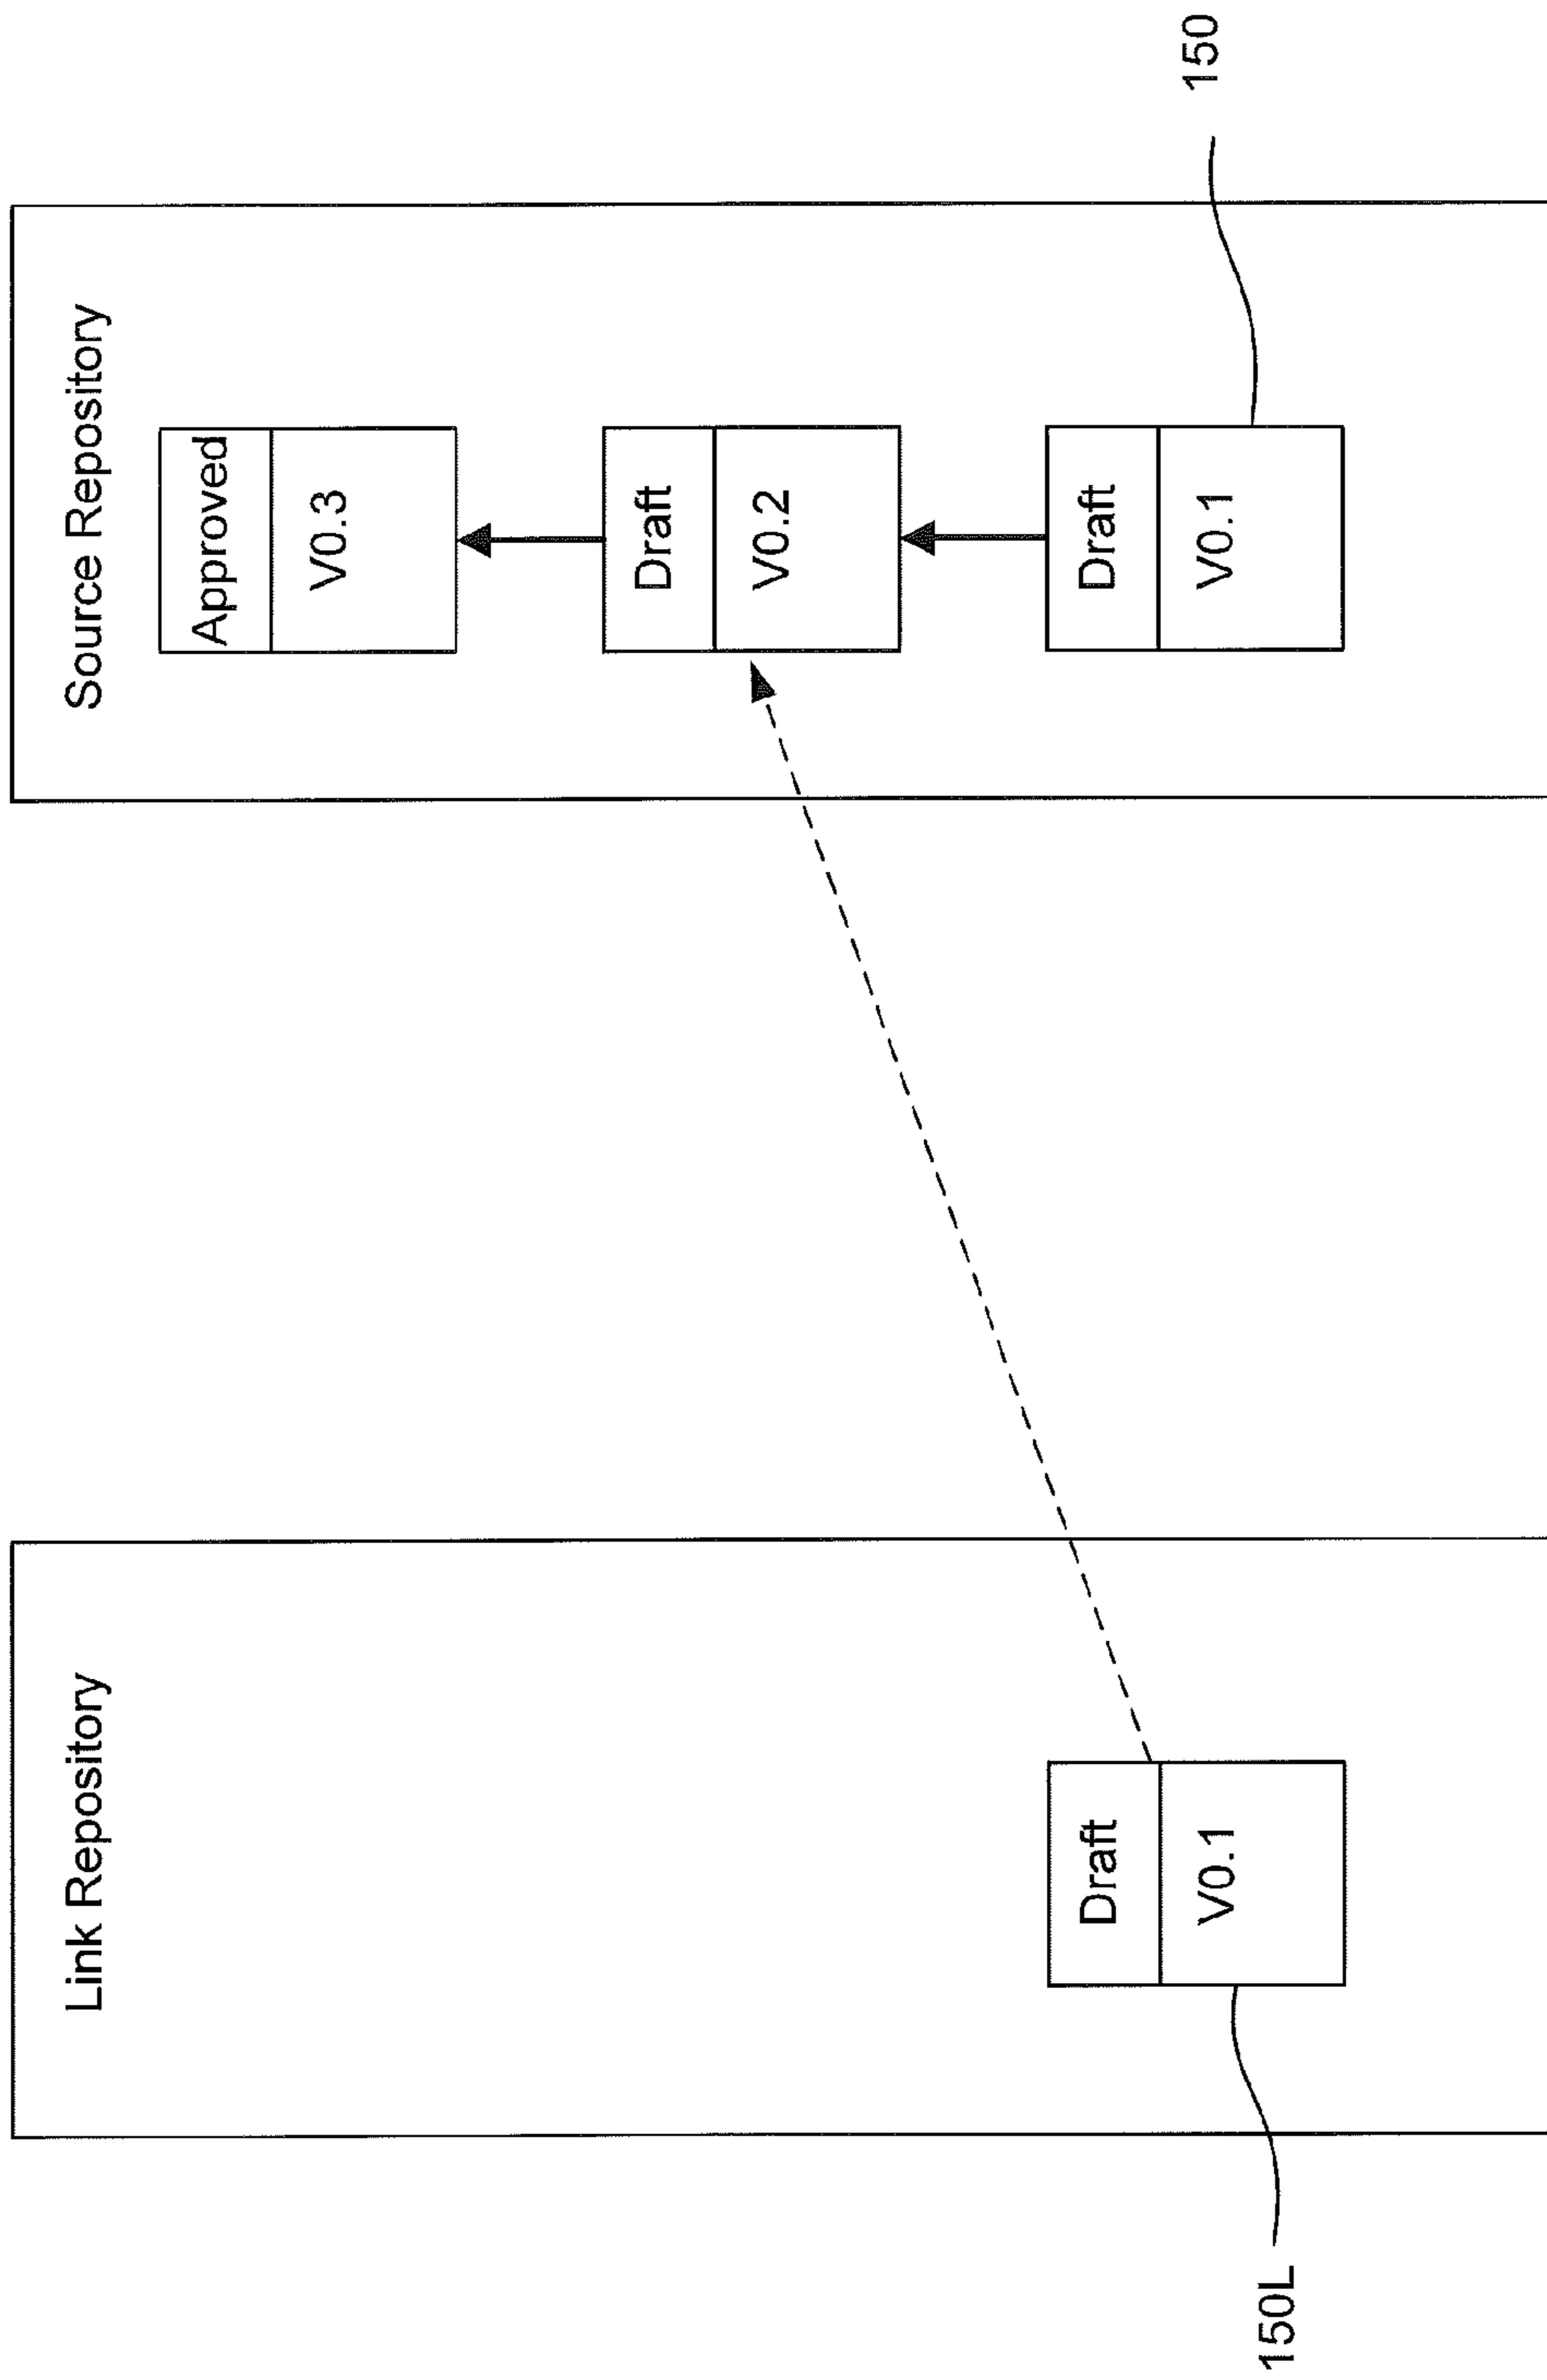 Link Repository
Source Repository
Approved
V0.3
Draft
V0.2
Draft
V0.1
Draft
V0.1
150L
150